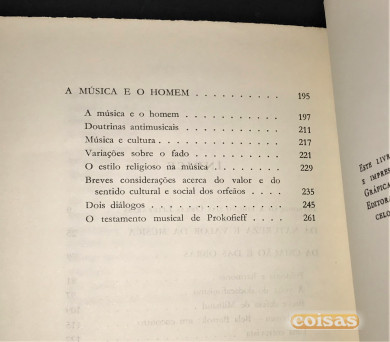 A MÚSICA E O HOMEM . . . . . . . . . . 195
A música e o homem . . . . . . . . . . 197
Doutrinas antimusicais . . . . . . . . . 211
Música e cultura . . . . . . . . . . . 217
Variações sobre o fado . . . . . . . . . 221
O estilo religioso na música . . . . . . . 229
Breves considerações acerca do valor e do
sentido cultural e social dos orfeãos . . . . 235
Dois diálogos . . . . . . . . . . . . 245
O testamento musical de Prokofieff . . . . 261
ESTE LIVR
E IMPRES
GRÁFICA
EDITORA
CELO
coisas